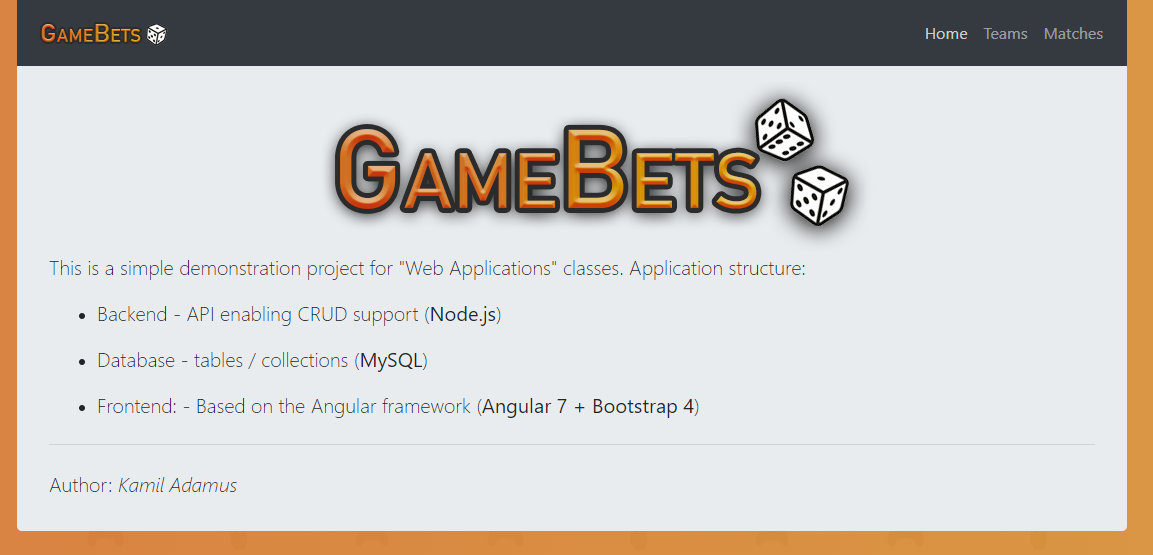 GAMEBETS
Home Teams Matches
GAMEBETS
This is a simple demonstration project for "Web Applications" classes. Application structure:
• Backend - API enabling CRUD support (Node.js)
• Database - tables / collections (MySQL)
• Frontend: - Based on the Angular framework (Angular 7 + Bootstrap 4)
Author: Kamil Adamus